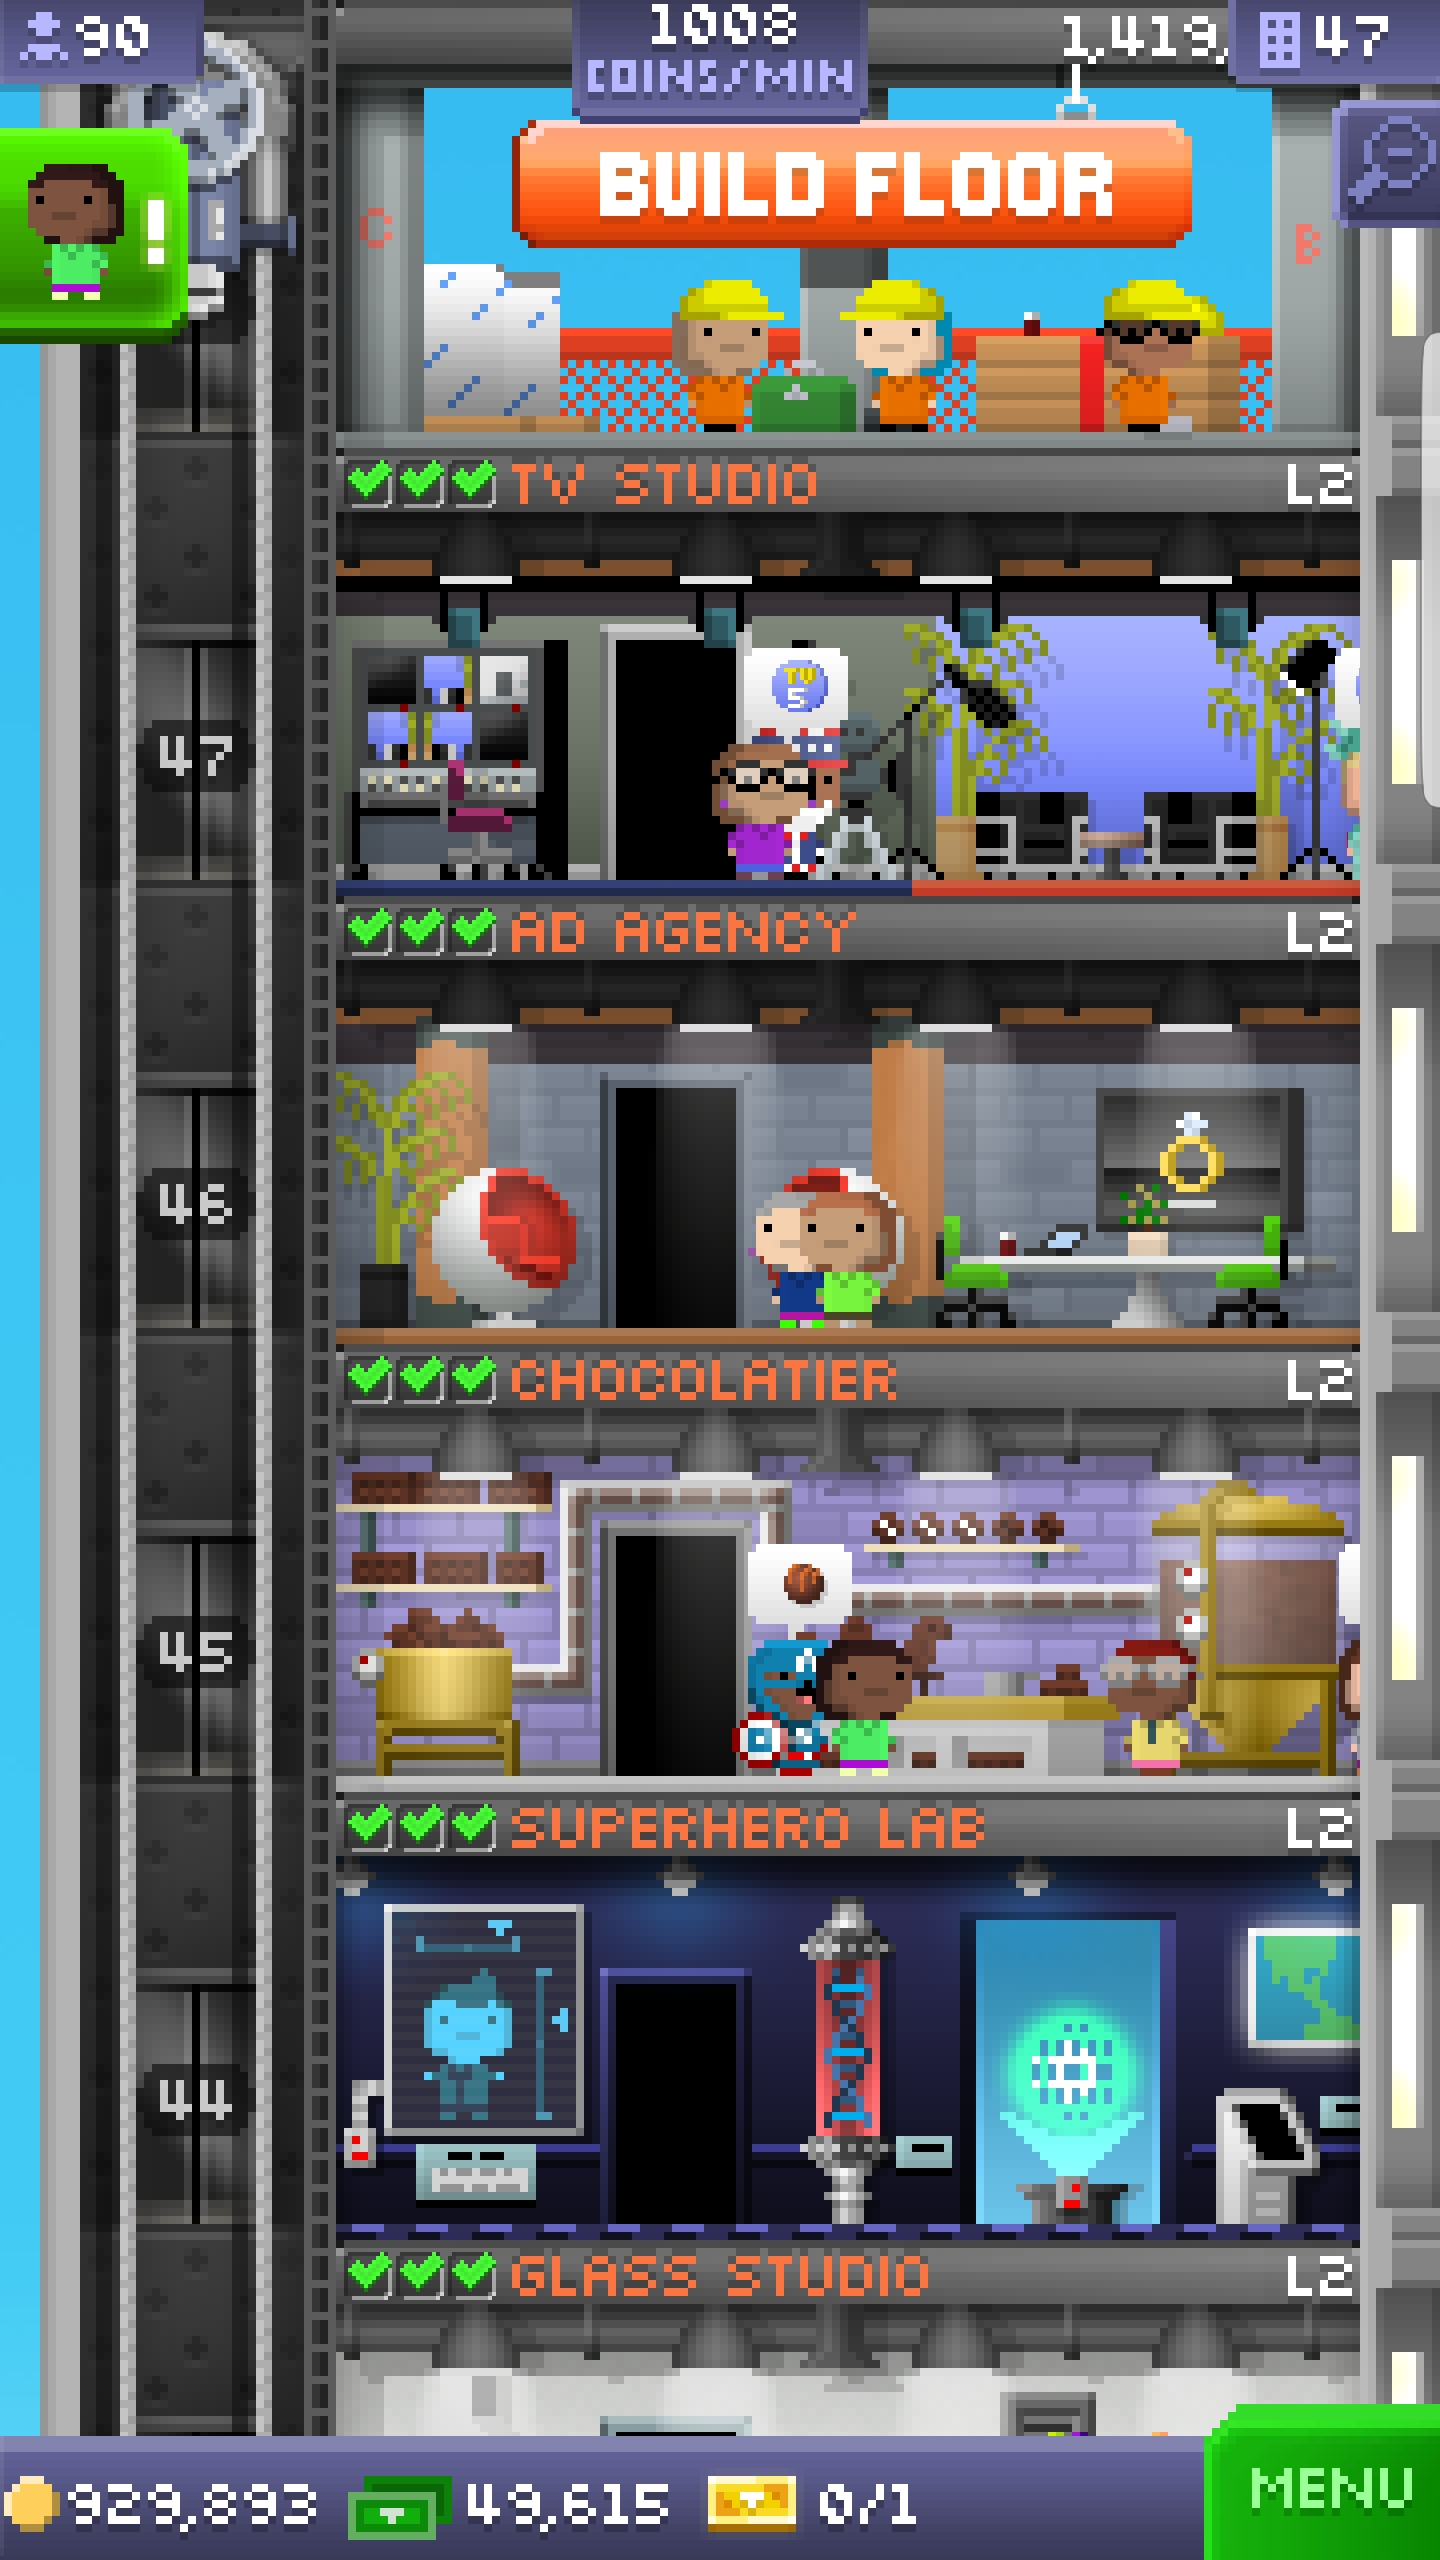 90
1008
COINS/MIN
1,419,
47
!
BUILD FLOOR
C
B
TV STUDIO L2
TV
5
47
AD AGENCY L2
46
CHOCOLATIER L2
45
SUPERHERO LAB L2
44
GLASS STUDIO L2
929,893 49,615 0/1
MENU